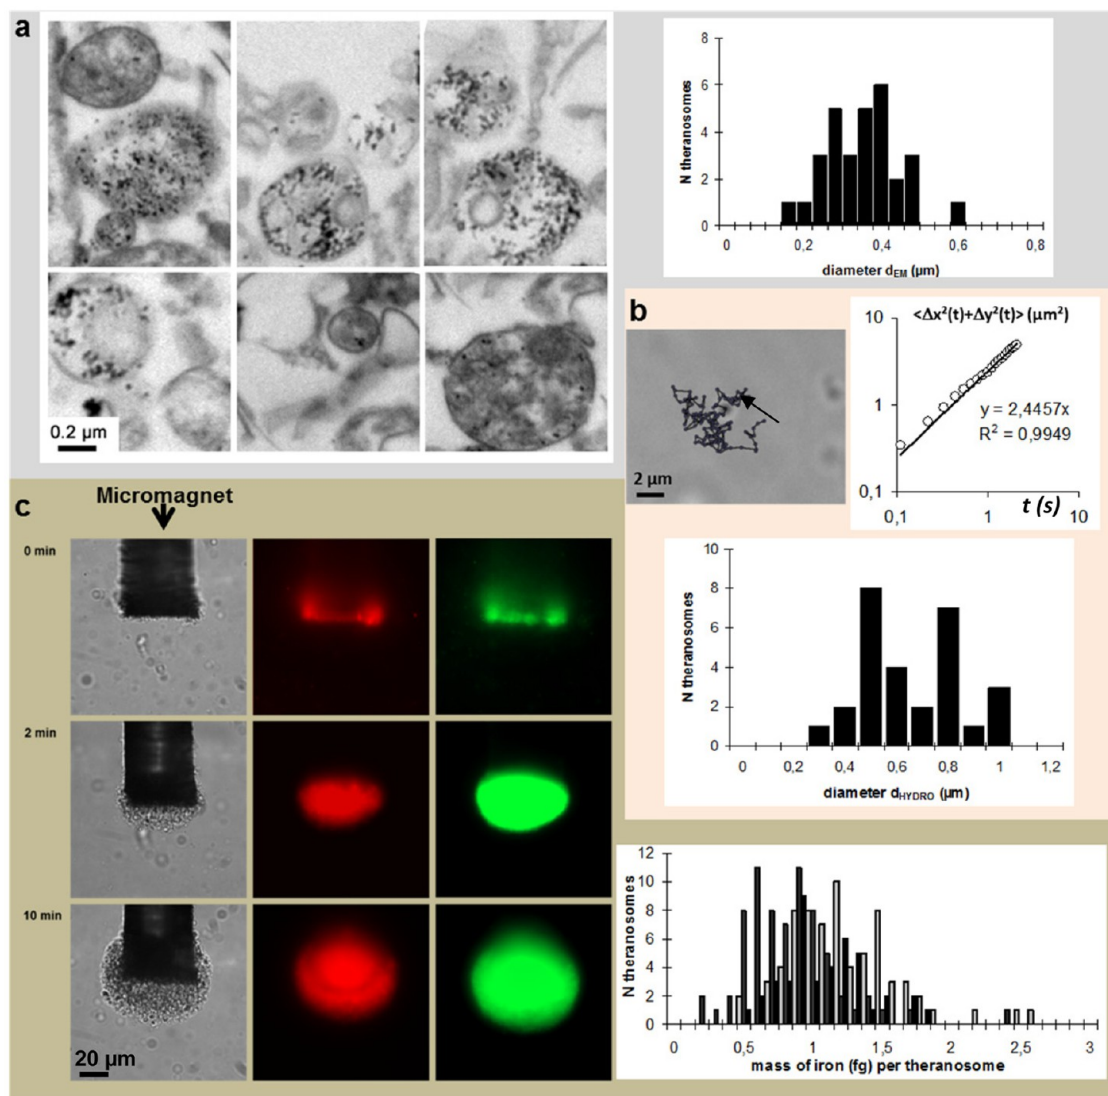 a
0.2 µm
N theranosomes
8
6
4
2
0
0 0,2 0,4 0,6 0,8
diameter dEM (µm)
b
2 µm
<Δx²(t)+Δy²(t)> (µm²)
10
1
0,1
y = 2,4457x
R² = 0,9949
0,1 1 10
t (s)
N theranosomes
10
8
6
4
2
0
0 0,2 0,4 0,6 0,8 1 1,2
diameter dHYDRO (µm)
c
Micromagnet
0 min
2 min
10 min
20 µm
N theranosomes
12
10
8
6
4
2
0
0 0,5 1 1,5 2 2,5 3
mass of iron (fg) per theranosome